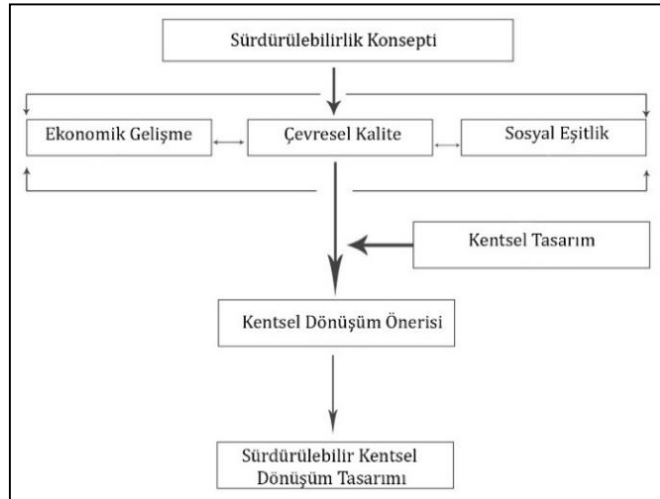 Sürdürülebilirlik Konsepti
Ekonomik Gelişme
Çevresel Kalite
Sosyal Eşitlik
Kentsel Tasarım
Kentsel Dönüşüm Önerisi
Sürdürülebilir Kentsel
Dönüşüm Tasarımı